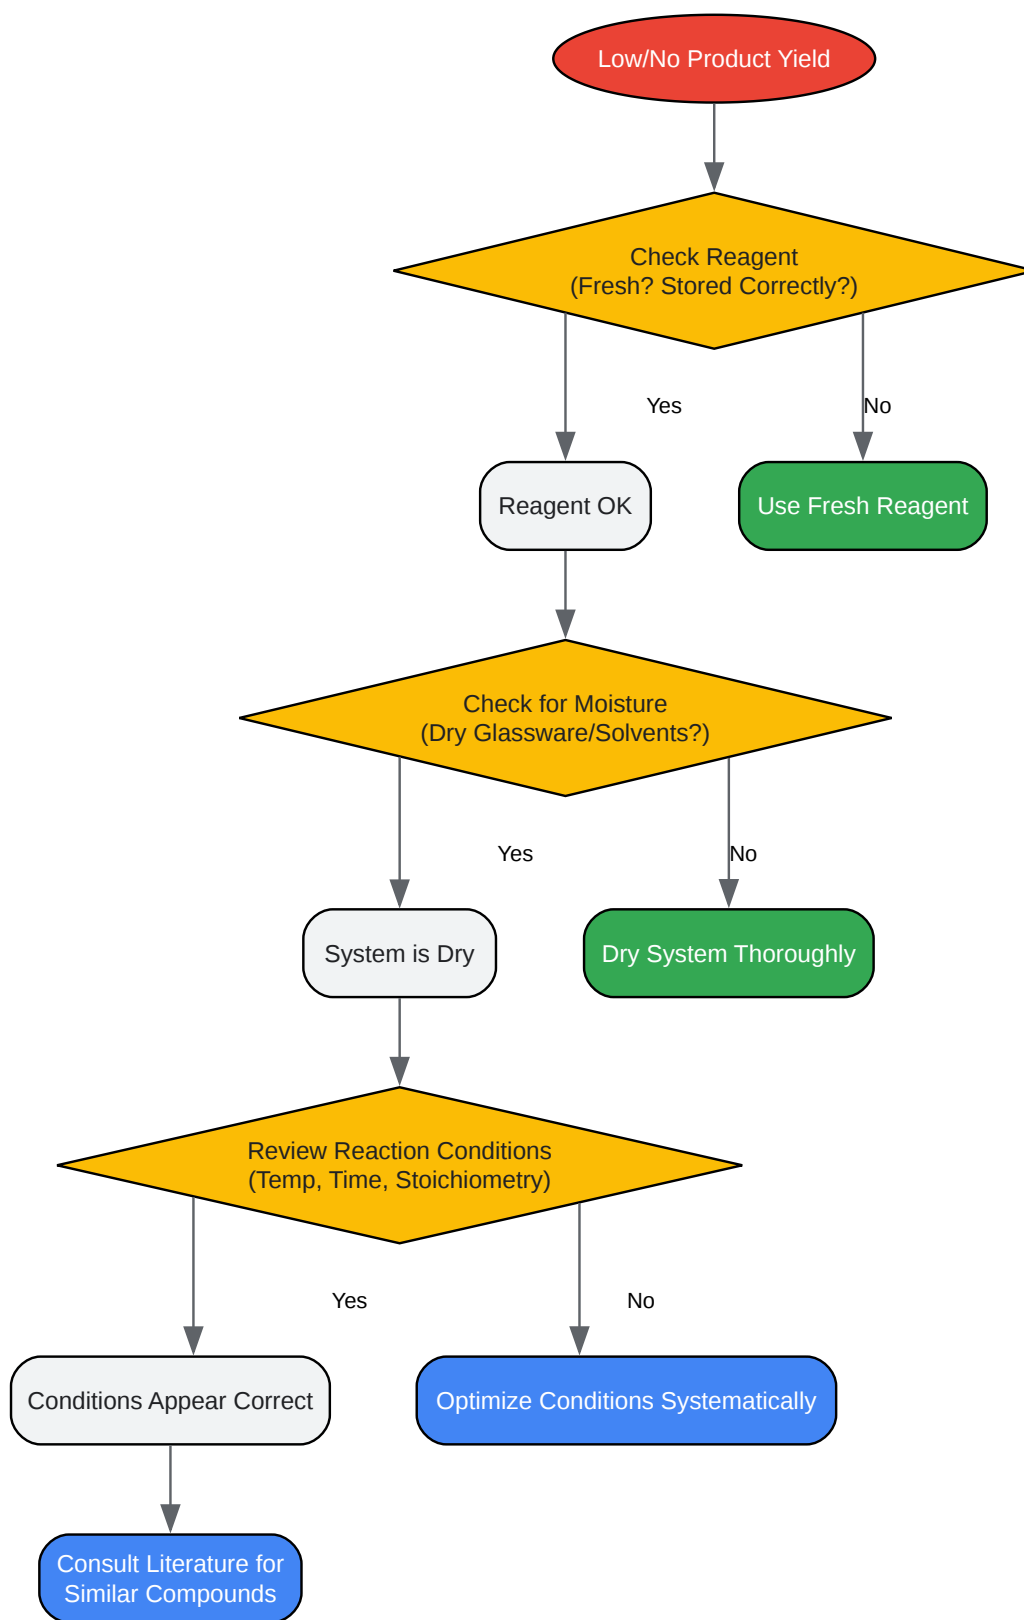 Low/No Product Yield
Check Reagent
(Fresh? Stored Correctly?)
Yes
No
Reagent OK
Use Fresh Reagent
Check for Moisture
(Dry Glassware/Solvents?)
Yes
No
System is Dry
Dry System Thoroughly
Review Reaction Conditions
(Temp, Time, Stoichiometry)
Yes
No
Conditions Appear Correct
Optimize Conditions Systematically
Consult Literature for
Similar Compounds